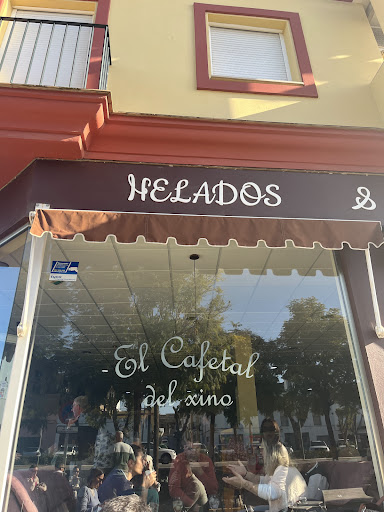 HELADOS &
El Cafetal
del xino